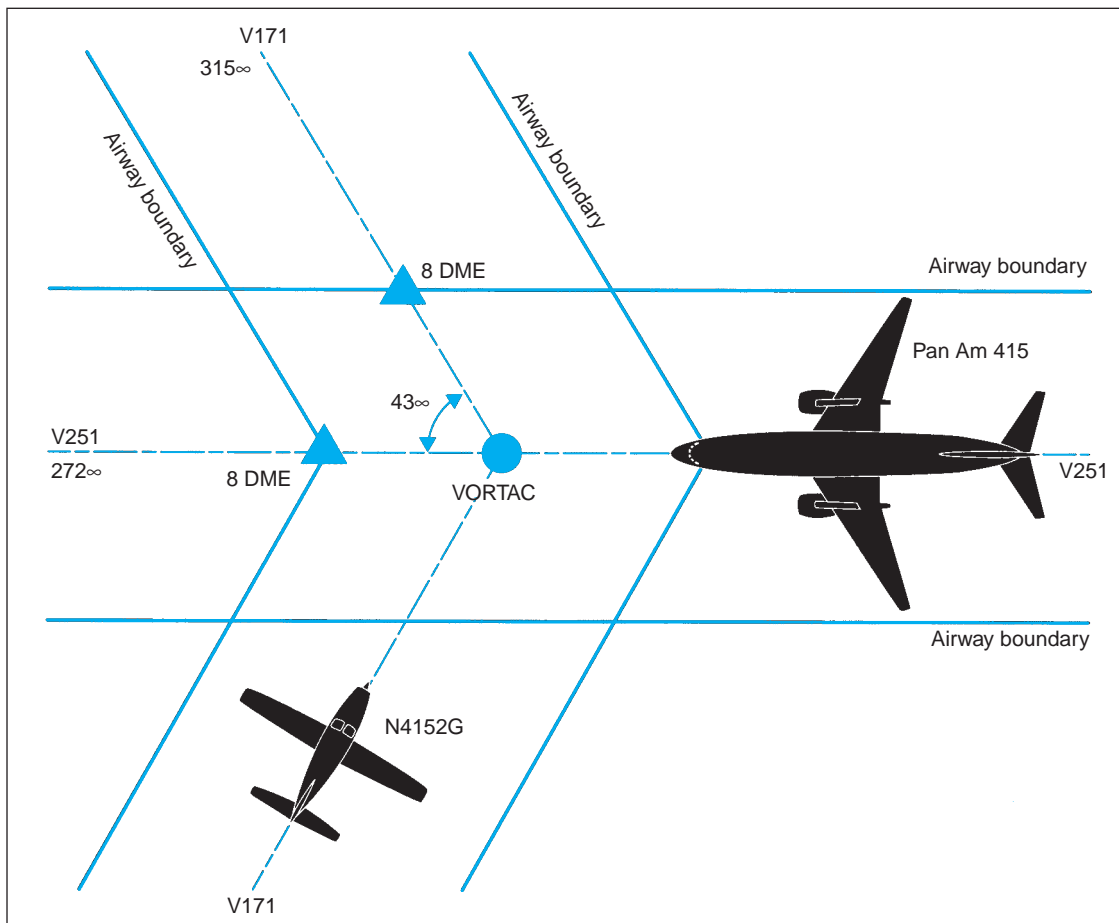 V171
315∞
Airway boundary
Airway boundary
8 DME
Airway boundary
Pan Am 415
43∞
V251
272∞
8 DME
VORTAC
V251
Airway boundary
N4152G
V171